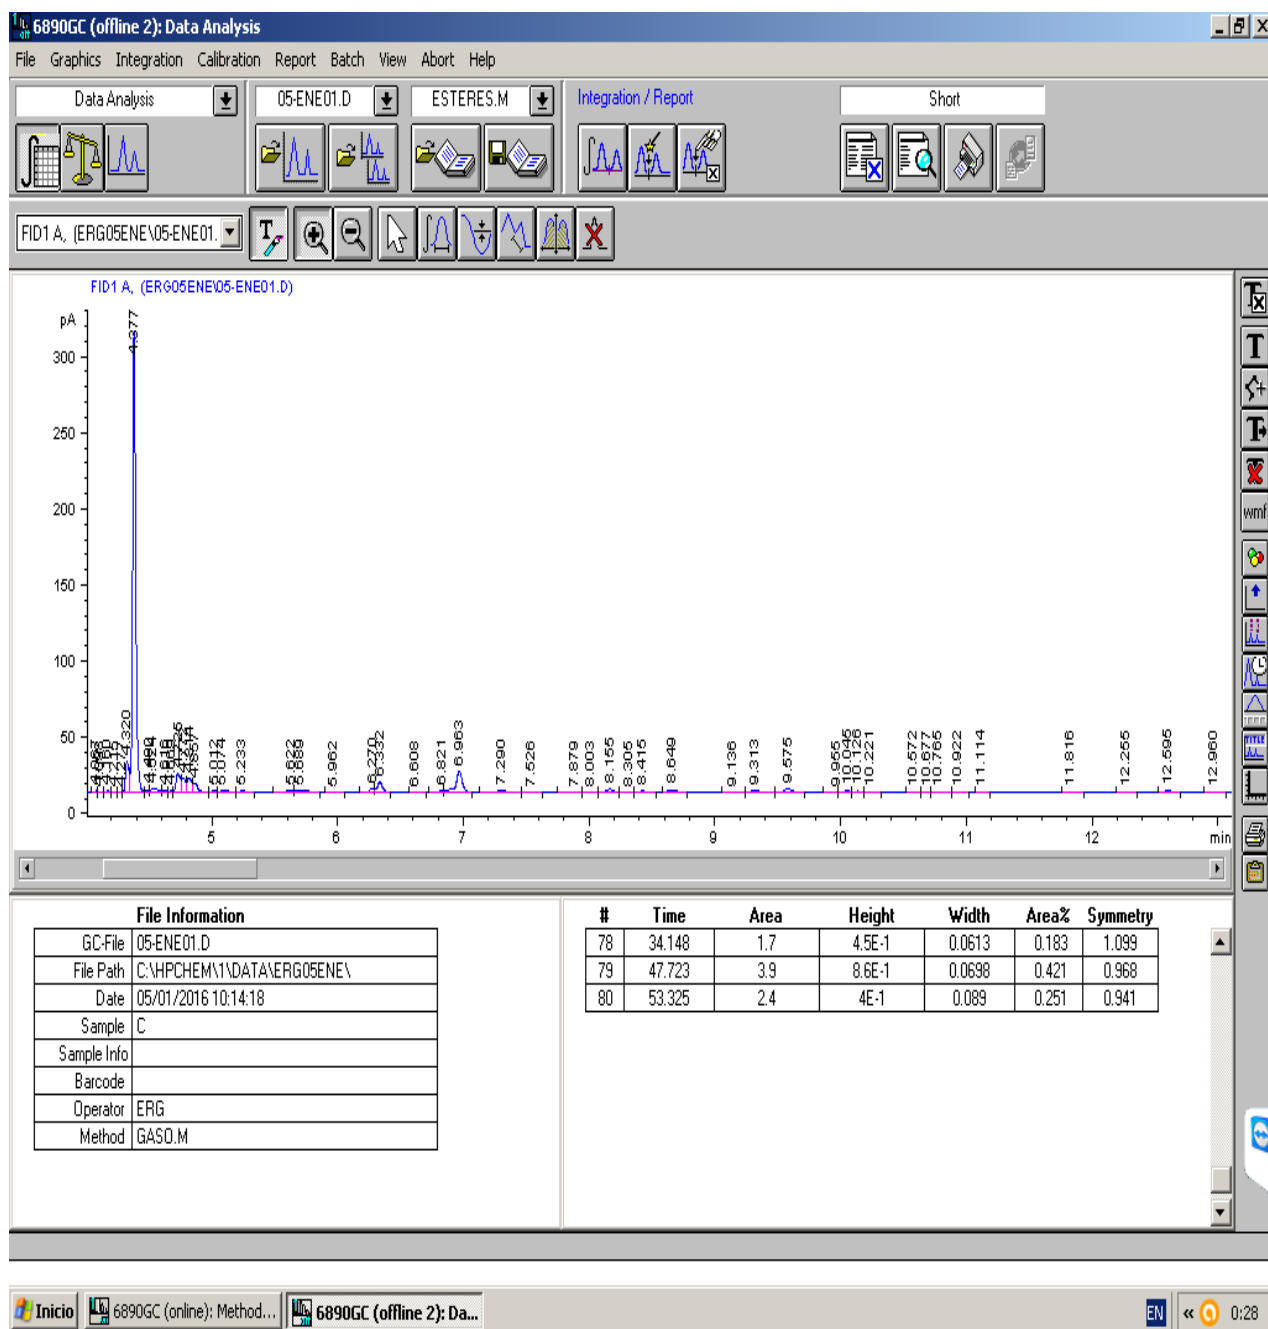 6890GC (offline 2): Data Analysis
File Graphics Integration Calibration Report Batch View Abort Help
Data Analysis 05-ENE01.D ESTERES.M Integration / Report Short
FID1 A, (ERG05ENE\05-ENE01.
FID1 A, (ERG05ENE\05-ENE01.D)
pA
300
250
200
150
100
50
0
4.320
4.377
4.857
5.012
5.074
5.233
5.622
5.689
5.962
6.270
6.332
6.608
6.821
6.963
7.290
7.526
7.879
8.003
8.155
8.305
8.415
8.649
9.136
9.313
9.575
9.955
10.045
10.126
10.221
10.572
10.677
10.765
10.922
11.114
11.816
12.255
12.595
12.960
5 6 7 8 9 10 11 12 min
wmf
TITLE
File Information
GC-File 05-ENE01.D
File Path C:\HPCHEM\1\DATA\ERG05ENE\
Date 05/01/2016 10:14:18
Sample C
Sample Info
Barcode
Operator ERG
Method GASO.M
# Time Area Height Width Area% Symmetry
78 34.148 1.7 4.5E-1 0.0613 0.183 1.099
79 47.723 3.9 8.6E-1 0.0698 0.421 0.968
80 53.325 2.4 4E-1 0.089 0.251 0.941
Inicio 6890GC (online): Method... 6890GC (offline 2): Da... EN « 0:28